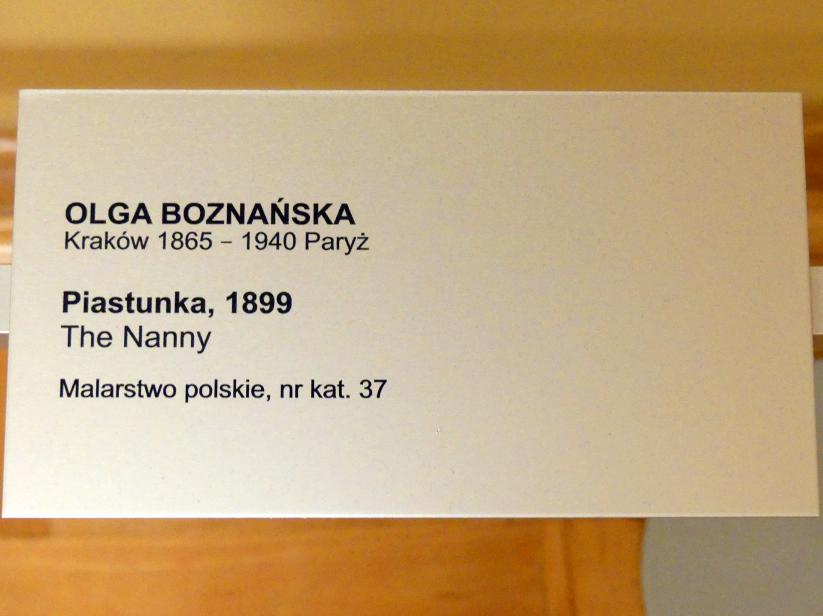 OLGA BOZNAŃSKA
Kraków 1865 – 1940 Paryż
Piastunka, 1899
The Nanny
Malarstwo polskie, nr kat. 37